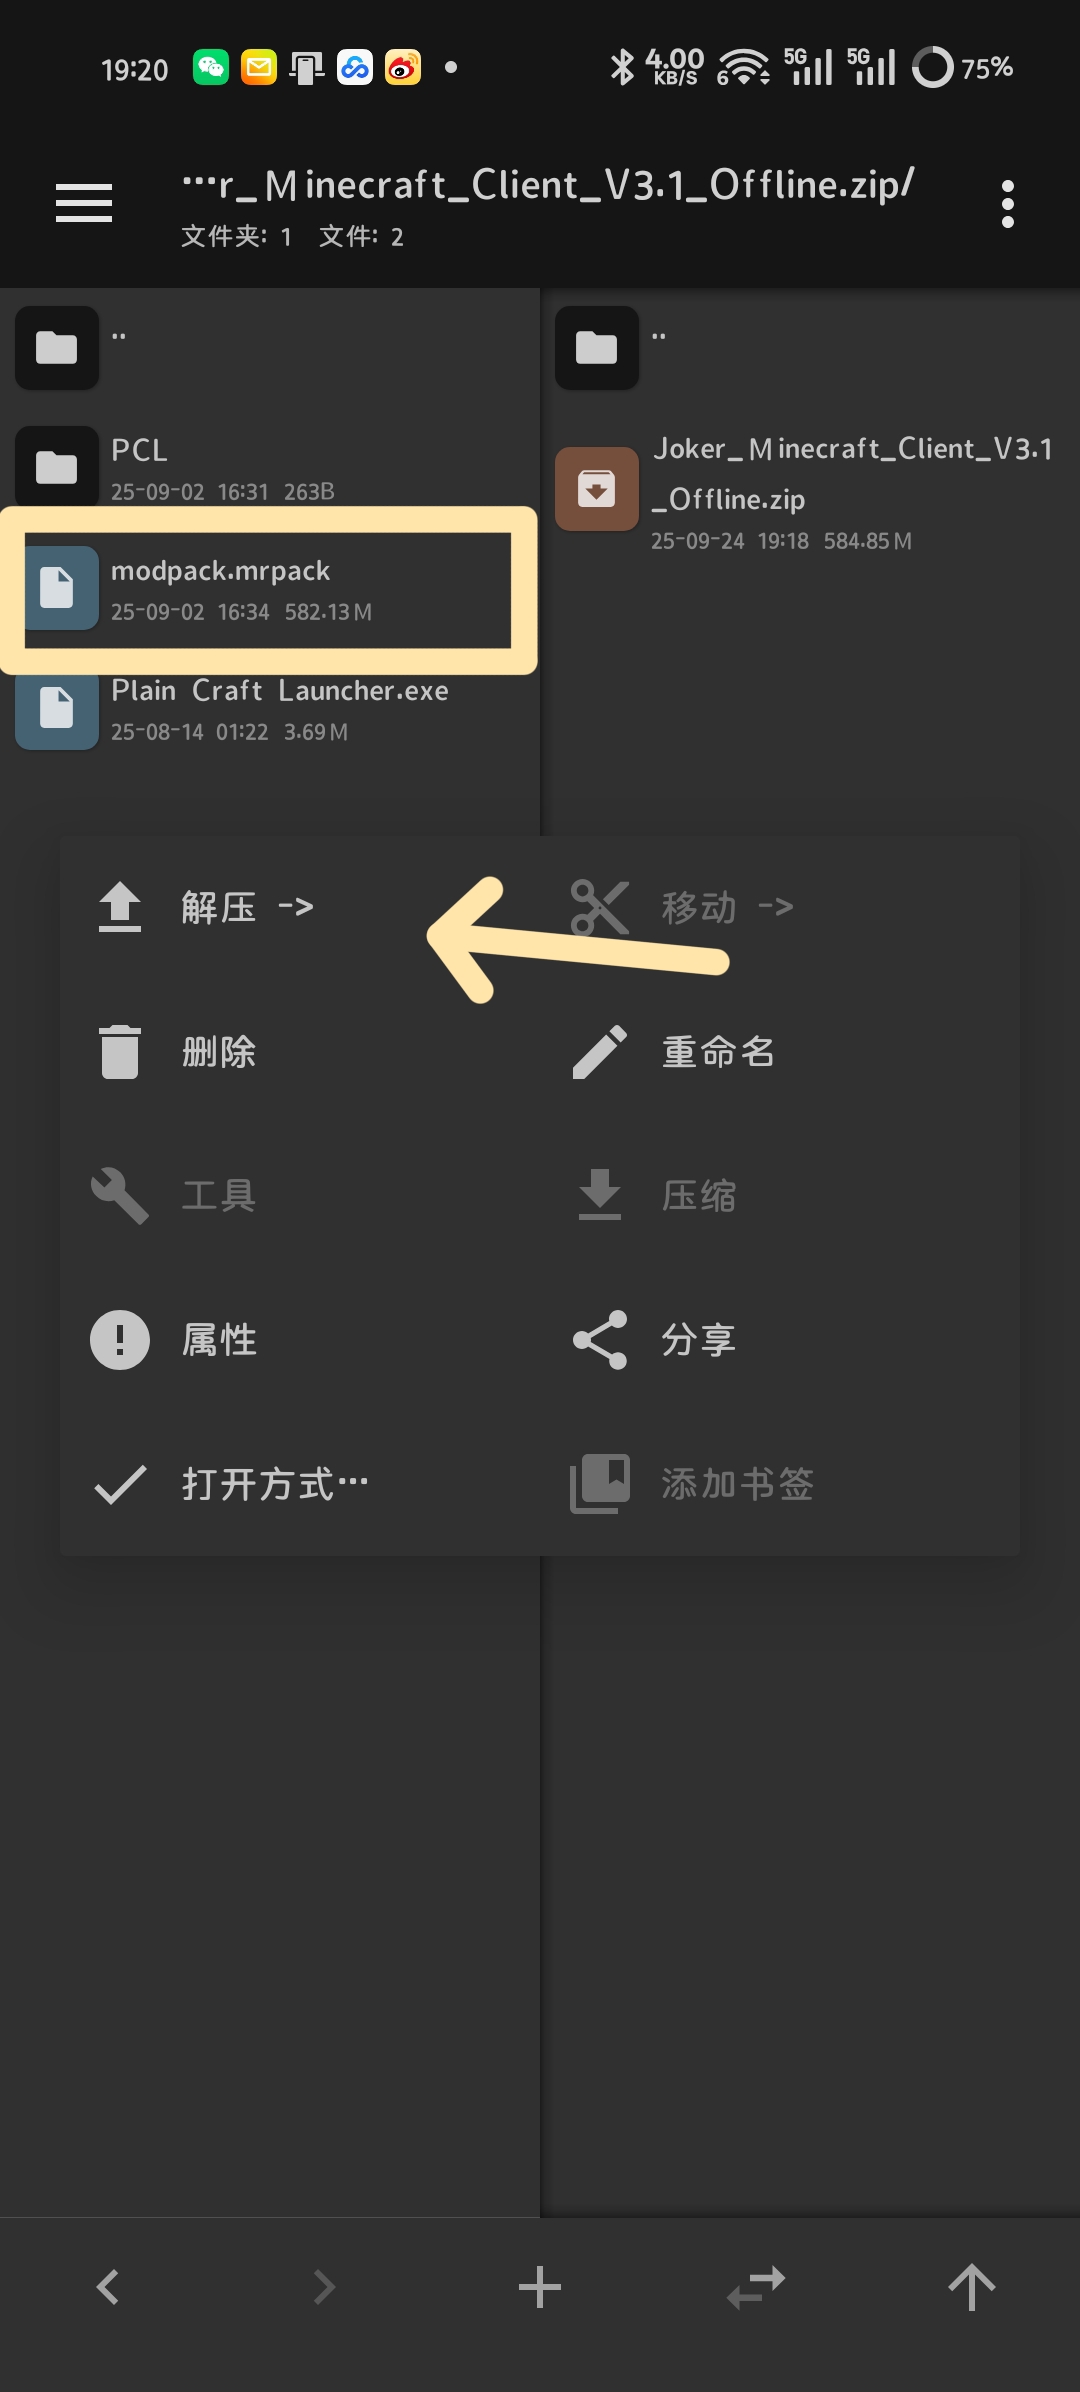 19:20 4.00 KB/S 6 5G 5G 75%
…r_Minecraft_Client_V3.1_Offline.zip/
文件夹: 1 文件: 2
..
PCL
25-09-02 16:31 263B
modpack.mrpack
25-09-02 16:34 582.13M
Plain Craft Launcher.exe
25-08-14 01:22 3.69M
..
Joker_Minecraft_Client_V3.1
_Offline.zip
25-09-24 19:18 584.85M
解压 -> 移动 ->
删除 重命名
工具 压缩
属性 分享
打开方式… 添加书签